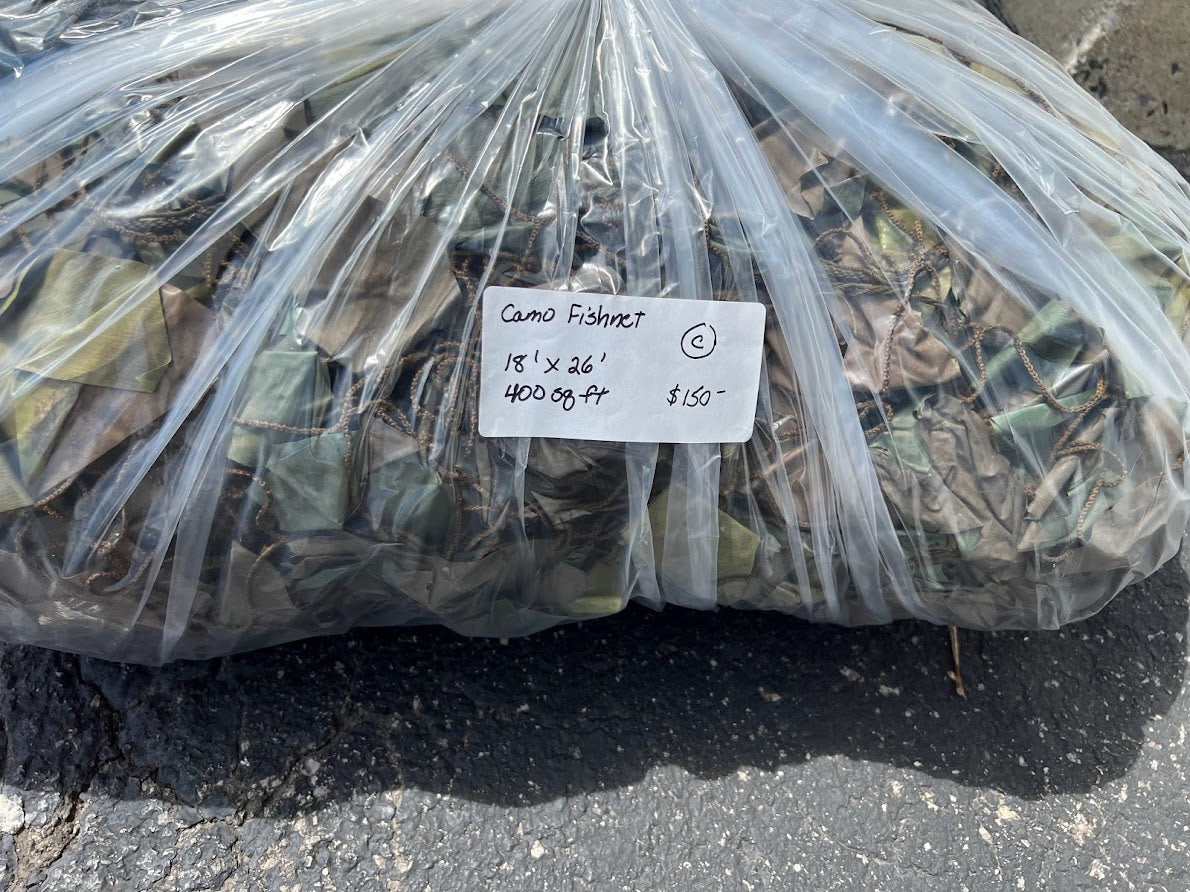 Camo Fishnet
©
18' x 26'
400 sq ft $150-